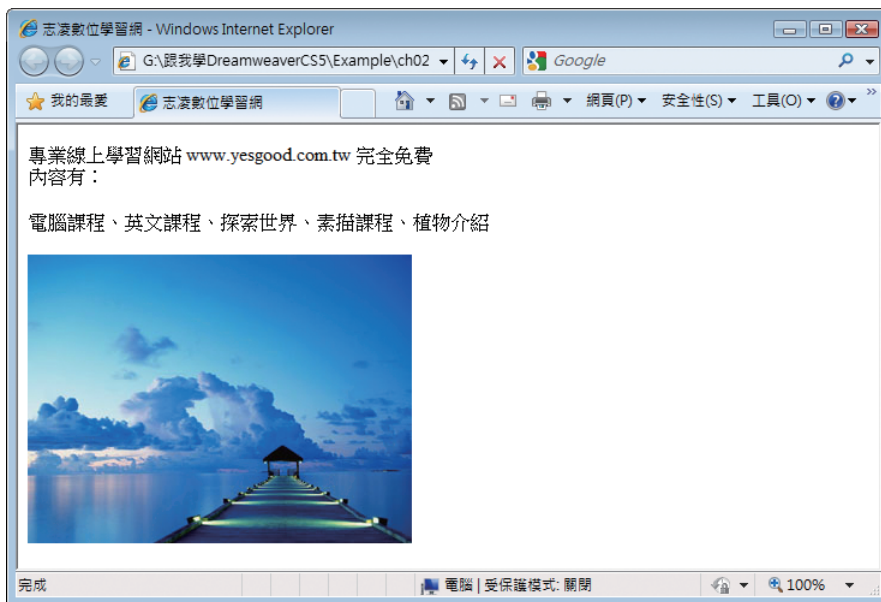 志凌數位學習網 - Windows Internet Explorer
G:\跟我學DreamweaverCS5\Example\ch02
Google
我的最愛
志凌數位學習網
網頁(P)
安全性(S)
工具(O)
專業線上學習網站 www.yesgood.com.tw 完全免費
內容有：
電腦課程、英文課程、探索世界、素描課程、植物介紹
完成
電腦 | 受保護模式: 關閉
100%